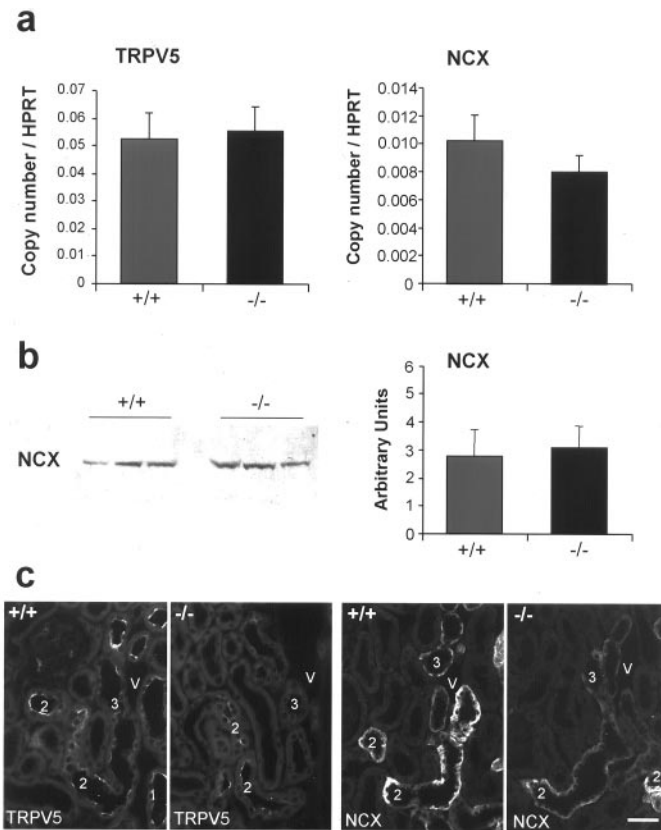 a
TRPV5
Copy number / HPRT
0.07
0.06
0.05
0.04
0.03
0.02
0.01
0
+/+
-/-
NCX
Copy number / HPRT
0.014
0.012
0.010
0.008
0.006
0.004
0.002
0
+/+
-/-
b
+/+
-/-
NCX
NCX
Arbitrary Units
6
5
4
3
2
1
0
+/+
-/-
c
+/+
2
3
V
2
1
TRPV5
-/-
V
3
2
2
TRPV5
+/+
3
V
2
2
NCX
-/-
3
V
2
2
NCX